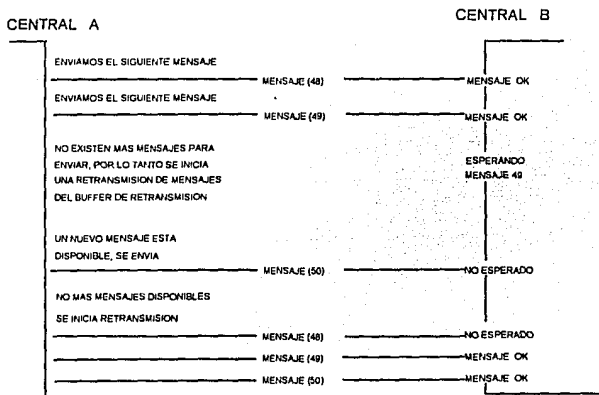 CENTRAL A
CENTRAL B
ENVIAMOS EL SIGUIENTE MENSAJE
MENSAJE (48)
MENSAJE OK
ENVIAMOS EL SIGUIENTE MENSAJE
MENSAJE (49)
MENSAJE OK
NO EXISTEN MAS MENSAJES PARA
ENVIAR, POR LO TANTO SE INICIA
UNA RETRANSMISION DE MENSAJES
DEL BUFFER DE RETRANSMISION
ESPERANDO
MENSAJE 49
UN NUEVO MENSAJE ESTA
DISPONIBLE, SE ENVIA
MENSAJE (50)
NO ESPERADO
NO MAS MENSAJES DISPONIBLES
SE INICIA RETRANSMISION
MENSAJE (48)
NO ESPERADO
MENSAJE (49)
MENSAJE OK
MENSAJE (50)
MENSAJE OK